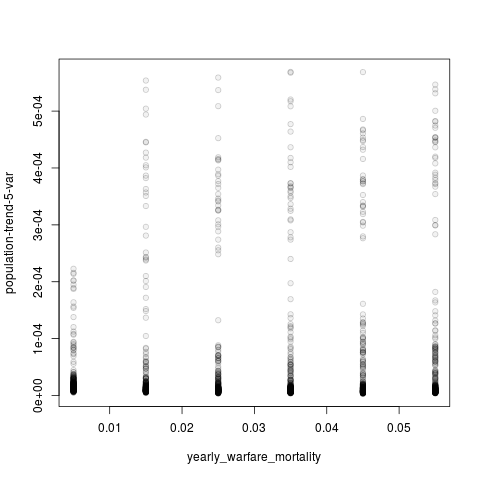 population-trend-5-var
5e-04
4e-04
3e-04
2e-04
1e-04
0e+00
0.01
0.02
0.03
0.04
0.05
yearly_warfare_mortality